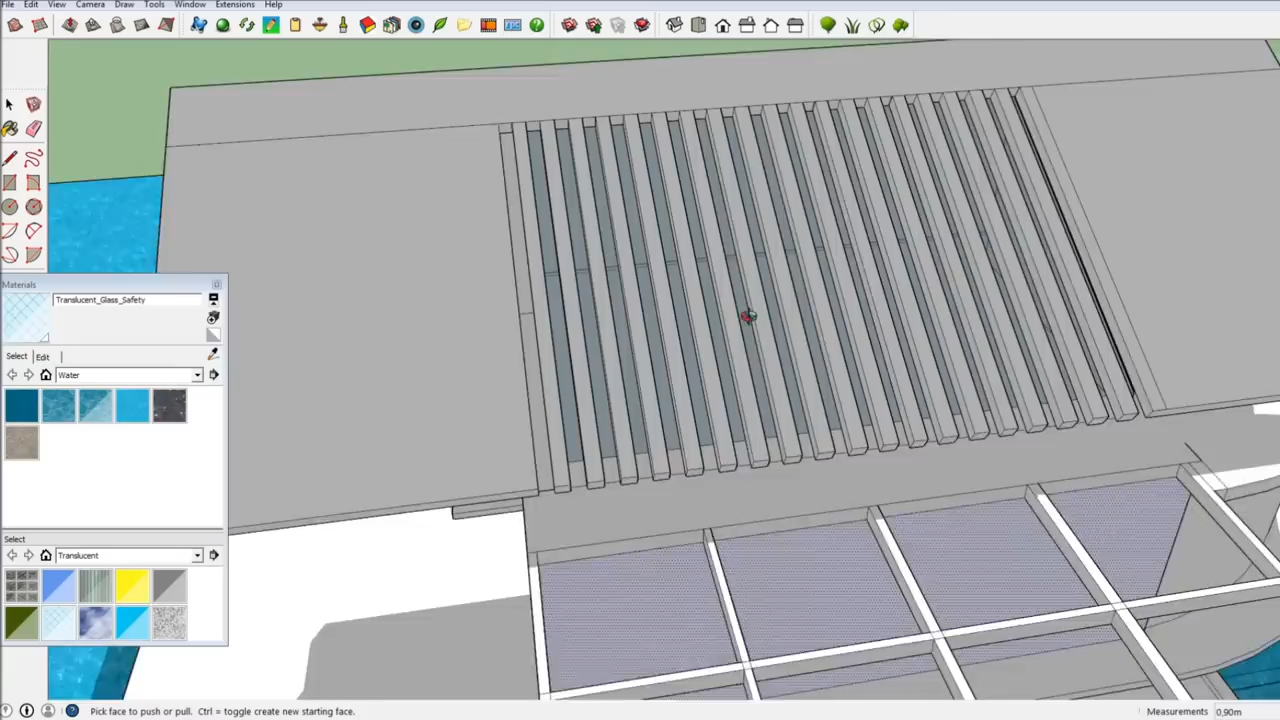 File Edit View Camera Draw Tools Window Extensions Help
Materials
Translucent_Glass_Safety
Select Edit
Water
Select
Translucent
Pick face to push or pull. Ctrl = toggle create new starting face. Measurements 0,90m